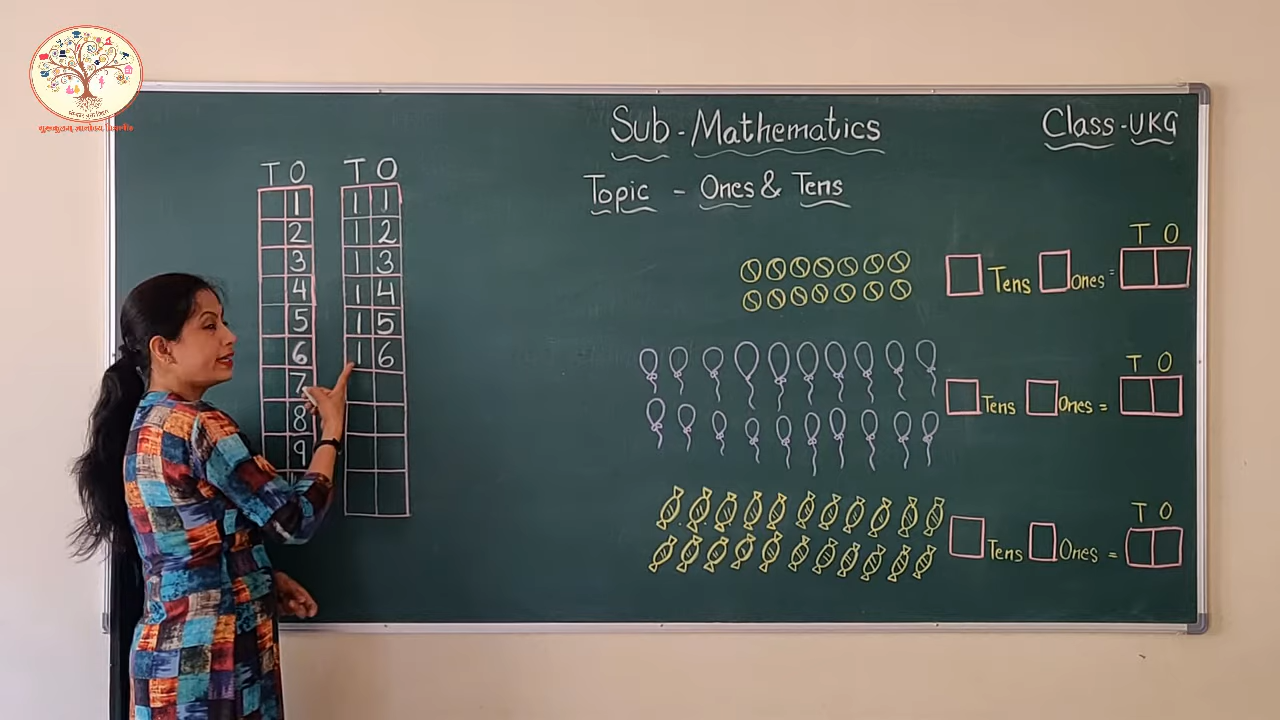 Sub - Mathematics
Class - UKG
Topic - Ones & Tens
T O
1
2
3
4
5
6
7
8
9
T O
1 1
1 2
1 3
1 4
1 5
1 6
T O
Tens Ones =
T O
Tens Ones =
T O
Tens Ones =